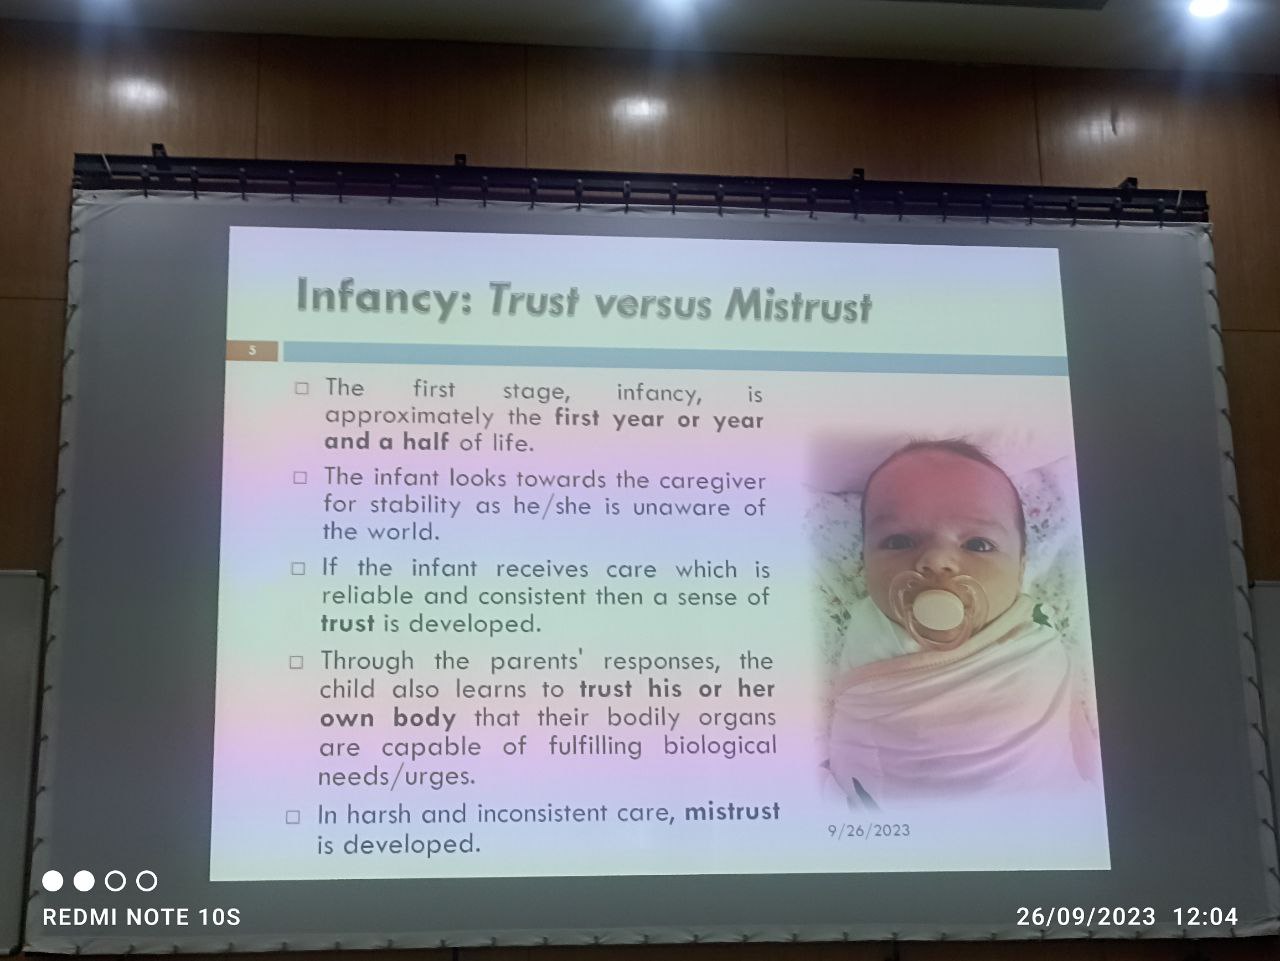 Infancy: Trust versus Mistrust
5
□ The first stage, infancy, is
approximately the first year or year
and a half of life.
□ The infant looks towards the caregiver
for stability as he/she is unaware of
the world.
□ If the infant receives care which is
reliable and consistent then a sense of
trust is developed.
□ Through the parents' responses, the
child also learns to trust his or her
own body that their bodily organs
are capable of fulfilling biological
needs/urges.
□ In harsh and inconsistent care, mistrust
is developed.
9/26/2023
REDMI NOTE 10S
26/09/2023 12:04